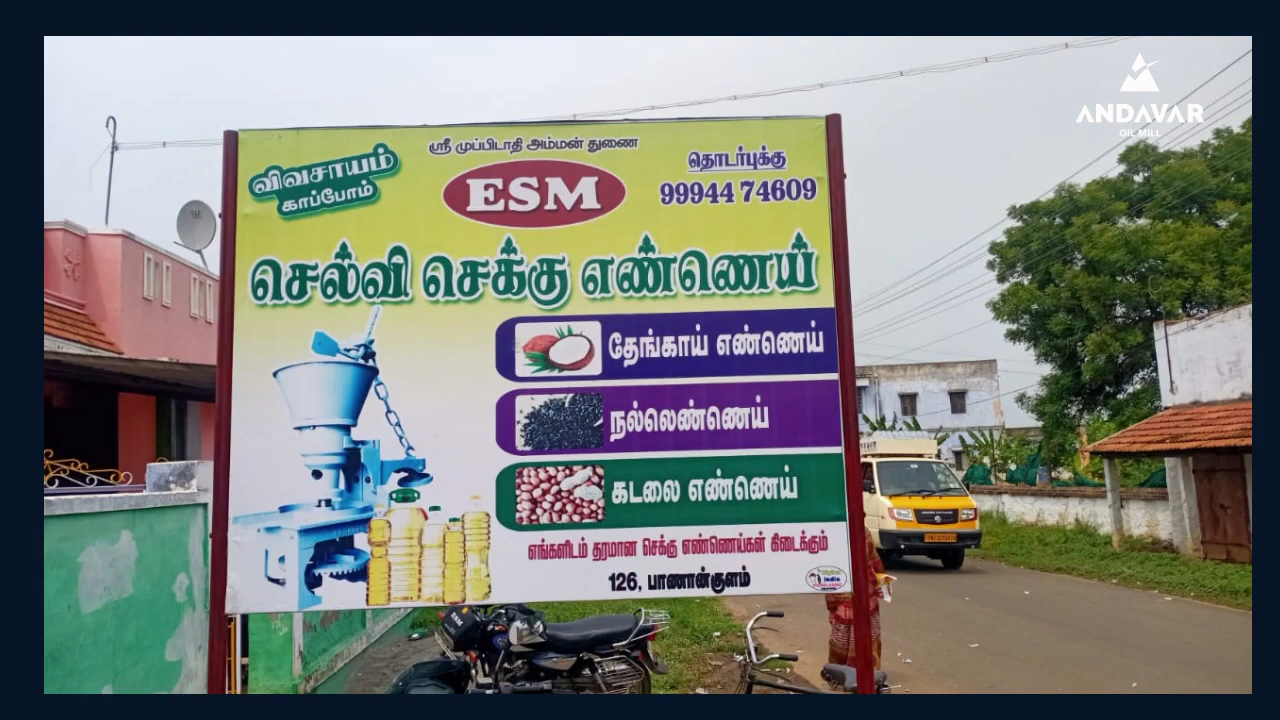 ஸ்ரீ முப்பிடாதி அம்மன் துணை
விவசாயம்
காப்போம்
ESM
தொடர்புக்கு
99944 74609
செல்வி செக்கு எண்ணெய்
தேங்காய் எண்ணெய்
நல்லெண்ணெய்
கடலை எண்ணெய்
எங்களிடம் தரமான செக்கு எண்ணெய்கள் கிடைக்கும்
126, பாணான்குளம்
ANDAVAR
OIL MILL
ESM